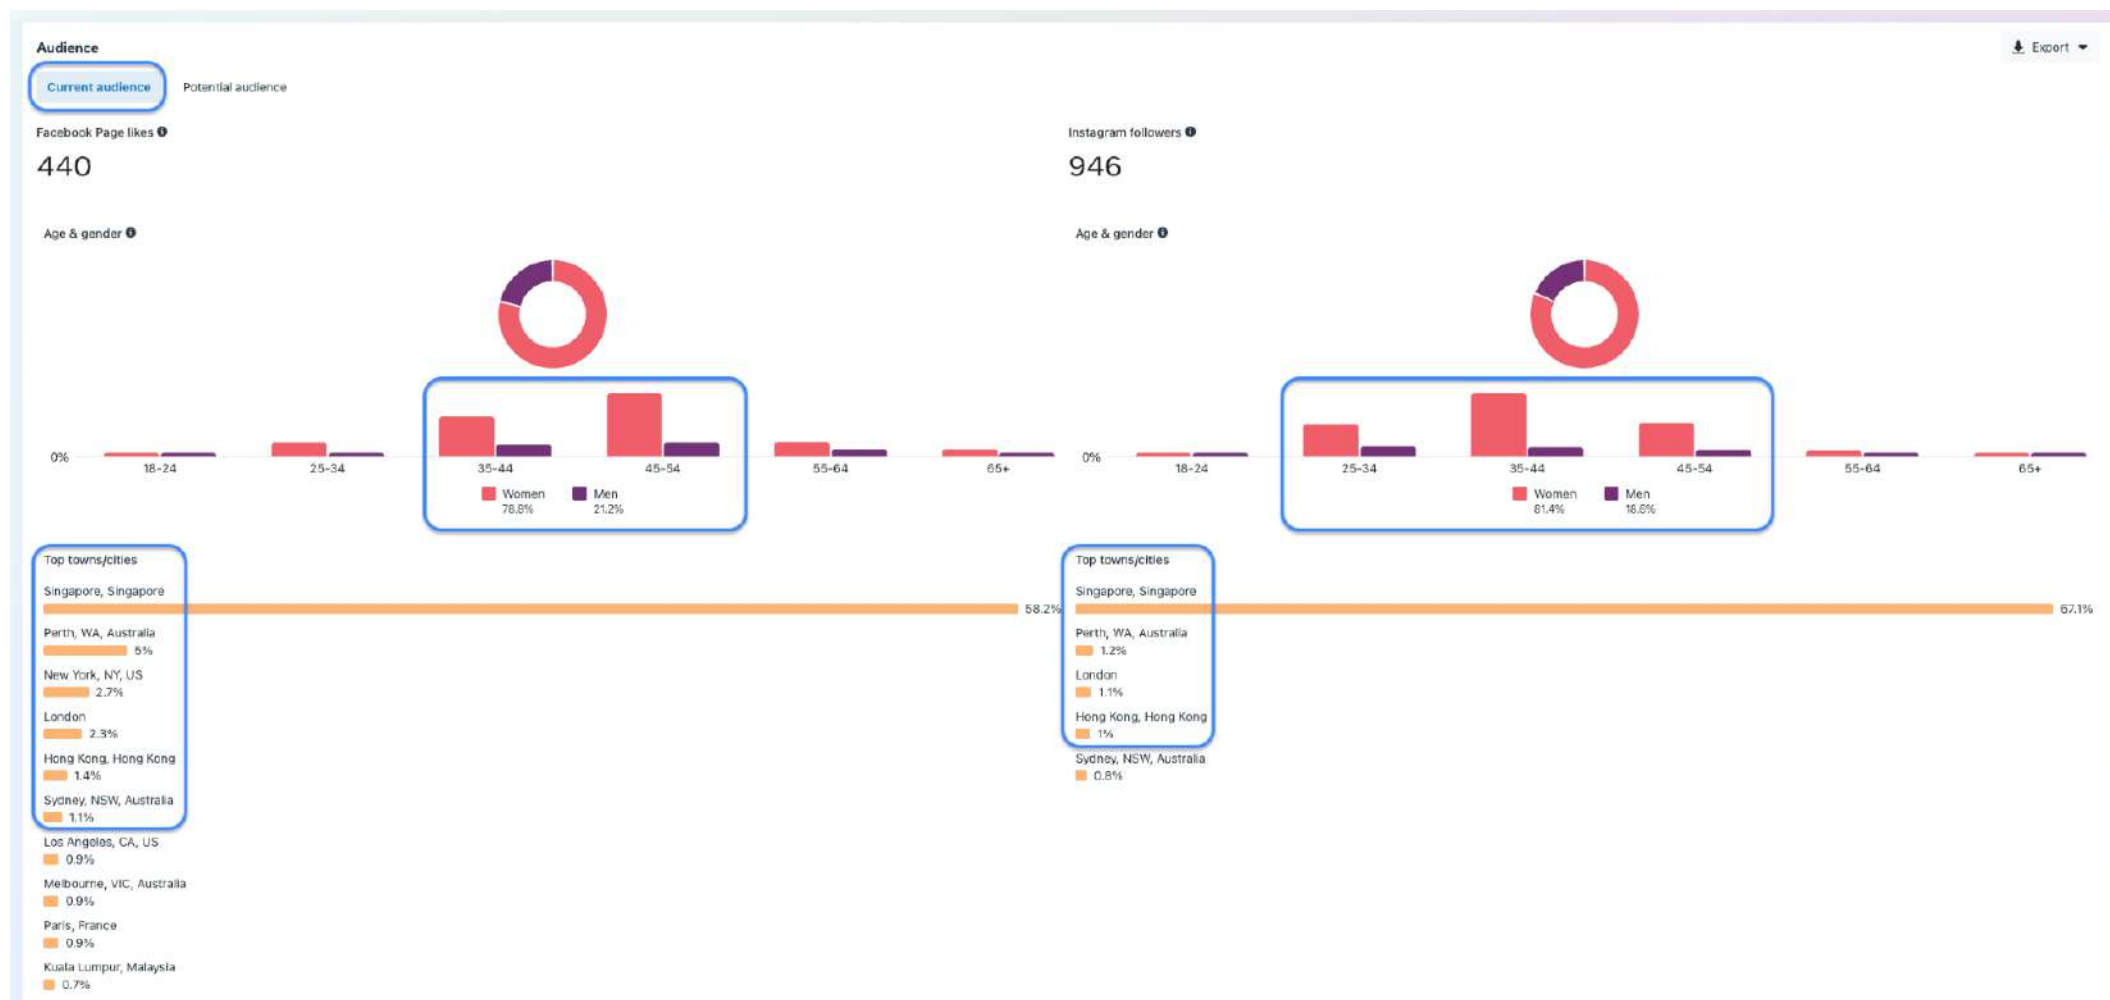 Audience
Export
Current audience
Potential audience
Facebook Page likes
440
Age & gender
0%
18-24
25-34
35-44
45-54
55-64
65+
Women
78.8%
Men
21.2%
Top towns/cities
Singapore, Singapore
58.2%
Perth, WA, Australia
5%
New York, NY, US
2.7%
London
2.3%
Hong Kong, Hong Kong
1.4%
Sydney, NSW, Australia
1.1%
Los Angeles, CA, US
0.9%
Melbourne, VIC, Australia
0.9%
Paris, France
0.9%
Kuala Lumpur, Malaysia
0.7%
Instagram followers
946
Age & gender
0%
18-24
25-34
35-44
45-54
55-64
65+
Women
81.4%
Men
18.6%
Top towns/cities
Singapore, Singapore
67.1%
Perth, WA, Australia
1.2%
London
1.1%
Hong Kong, Hong Kong
1%
Sydney, NSW, Australia
0.8%